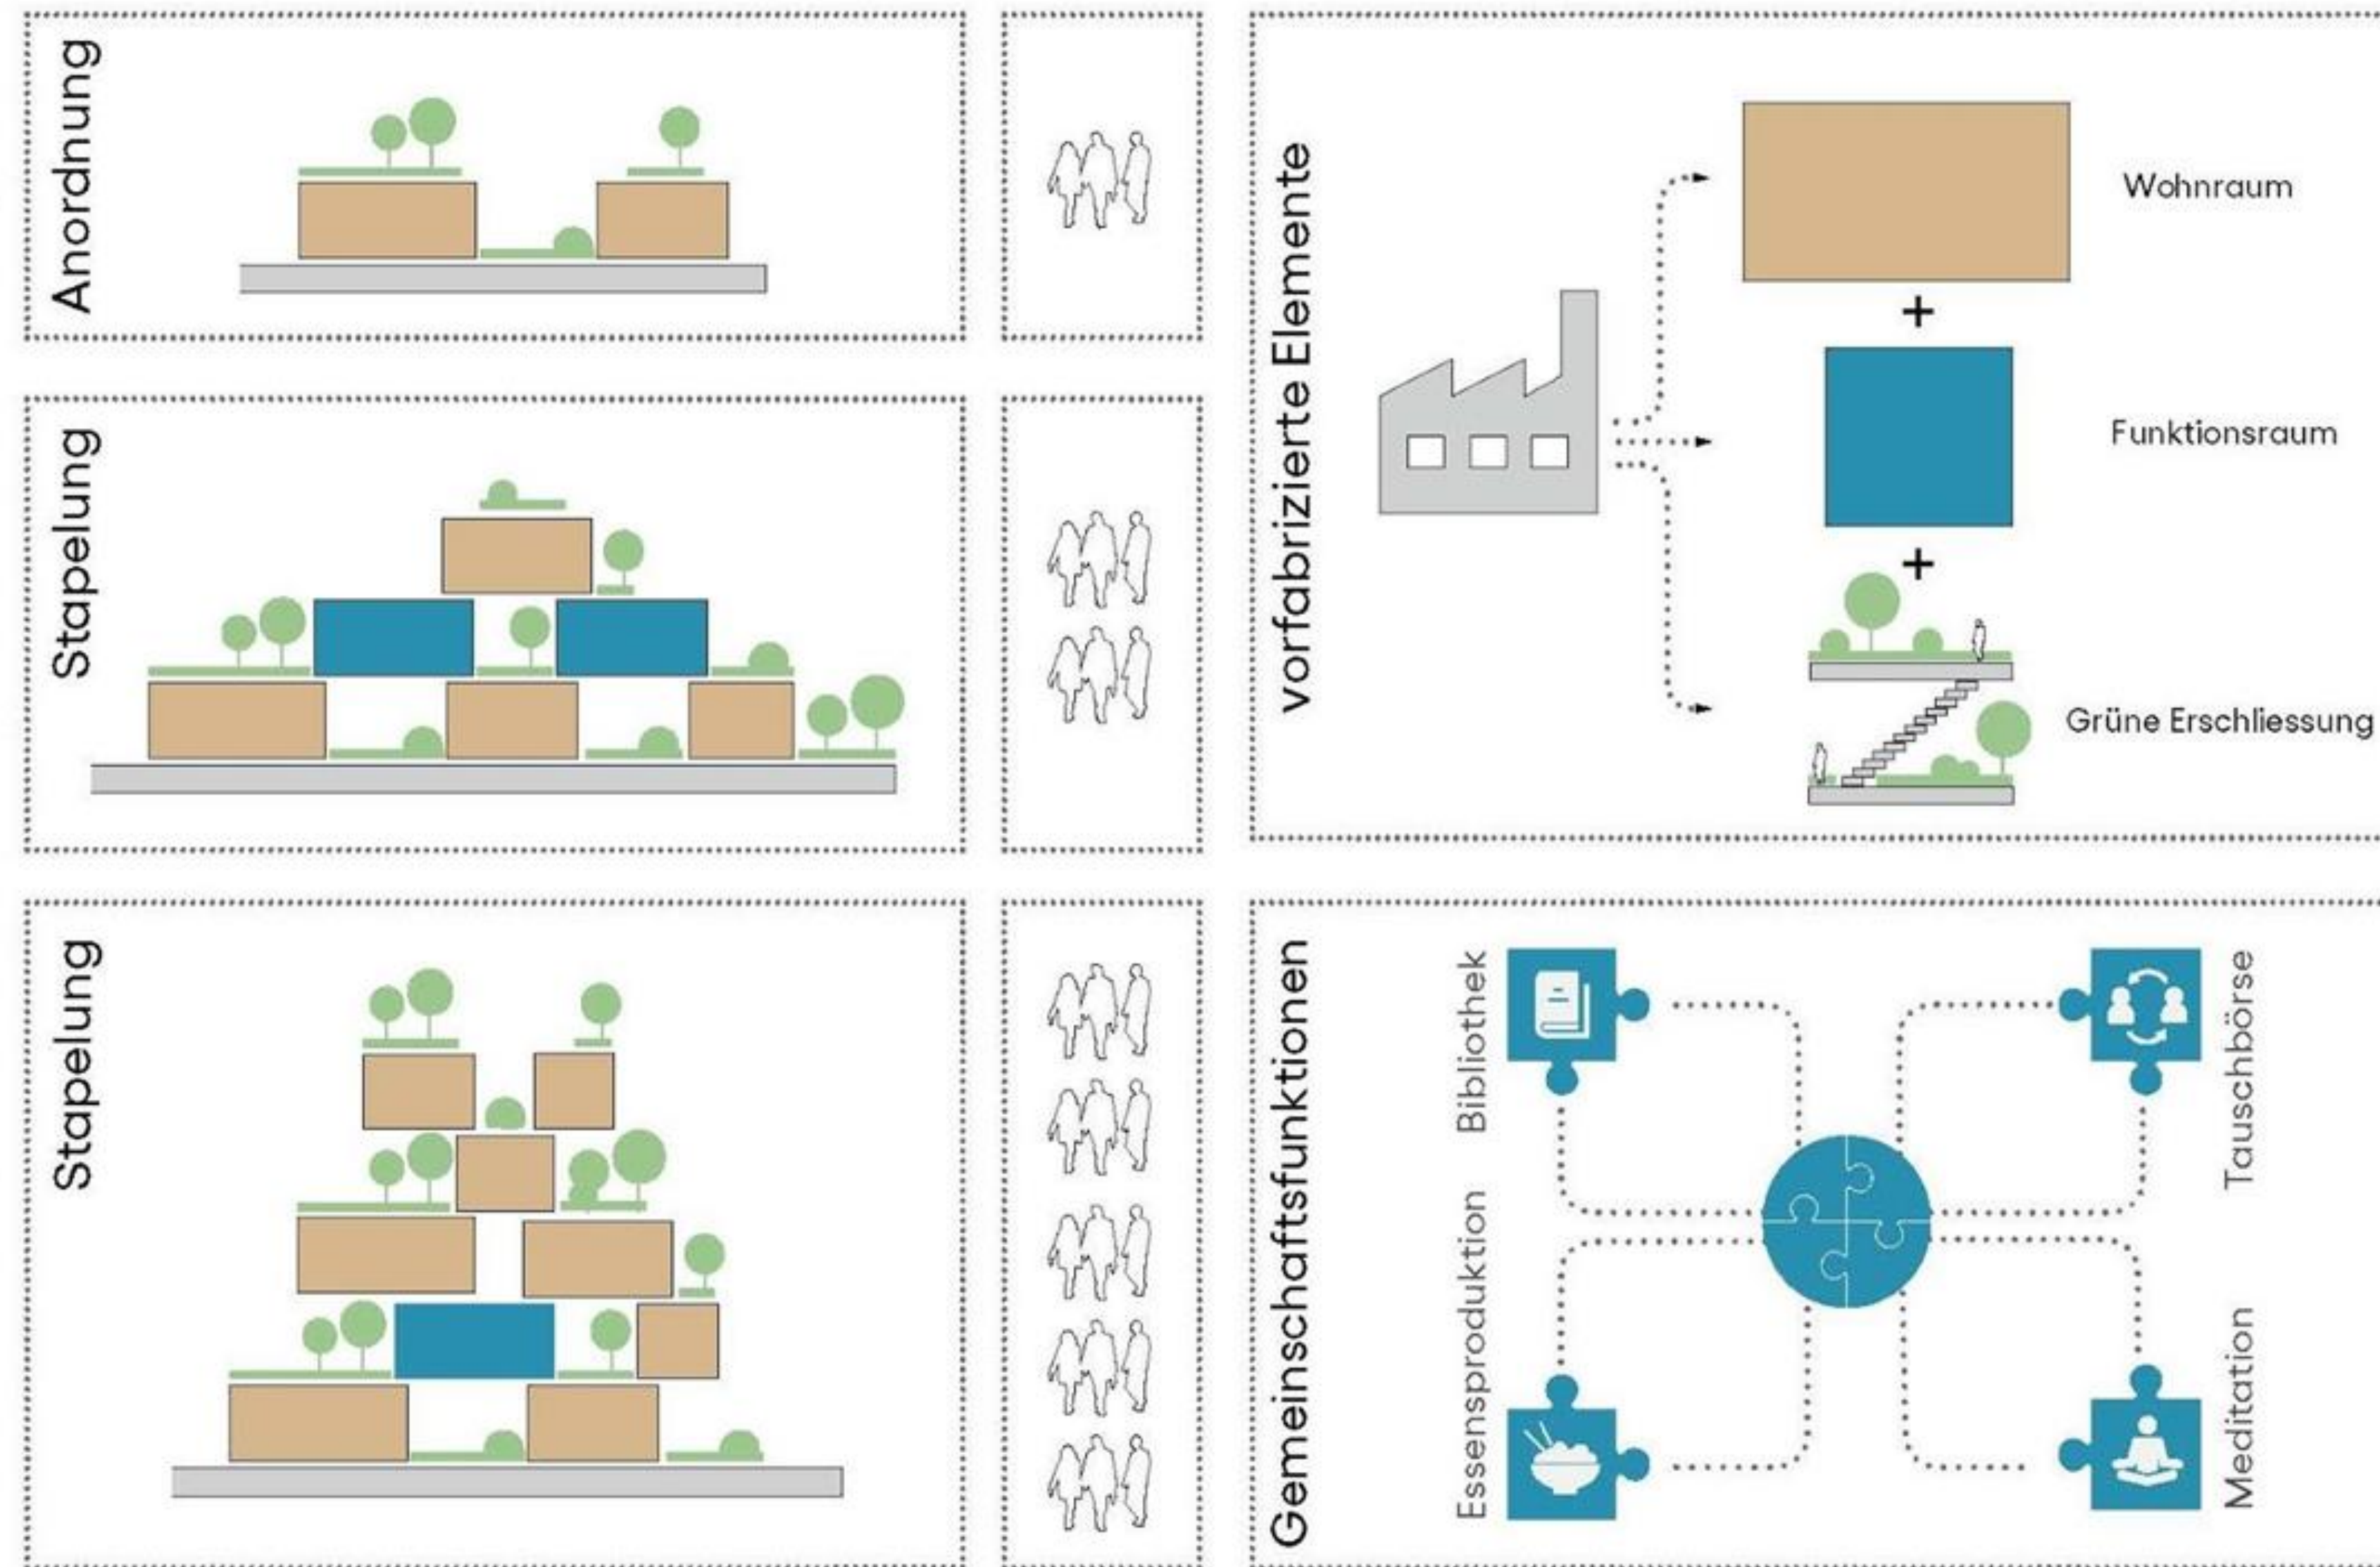 Anordnung
Stapelung
Stapelung
vorfabrizierte Elemente
Wohnraum
+
Funktionsraum
+
Grüne Erschliessung
Gemeinschaftsfunktionen
Bibliothek
Tauschbörse
Essensproduktion
Meditation